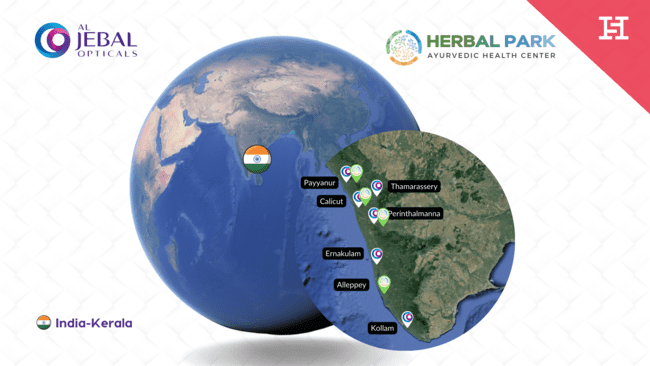 AL
JEBAL
OPTICALS
HERBAL PARK
AYURVEDIC HEALTH CENTER
H
Payyanur
Thamarassery
Calicut
Perinthalmanna
Ernakulam
Alleppey
Kollam
India-Kerala